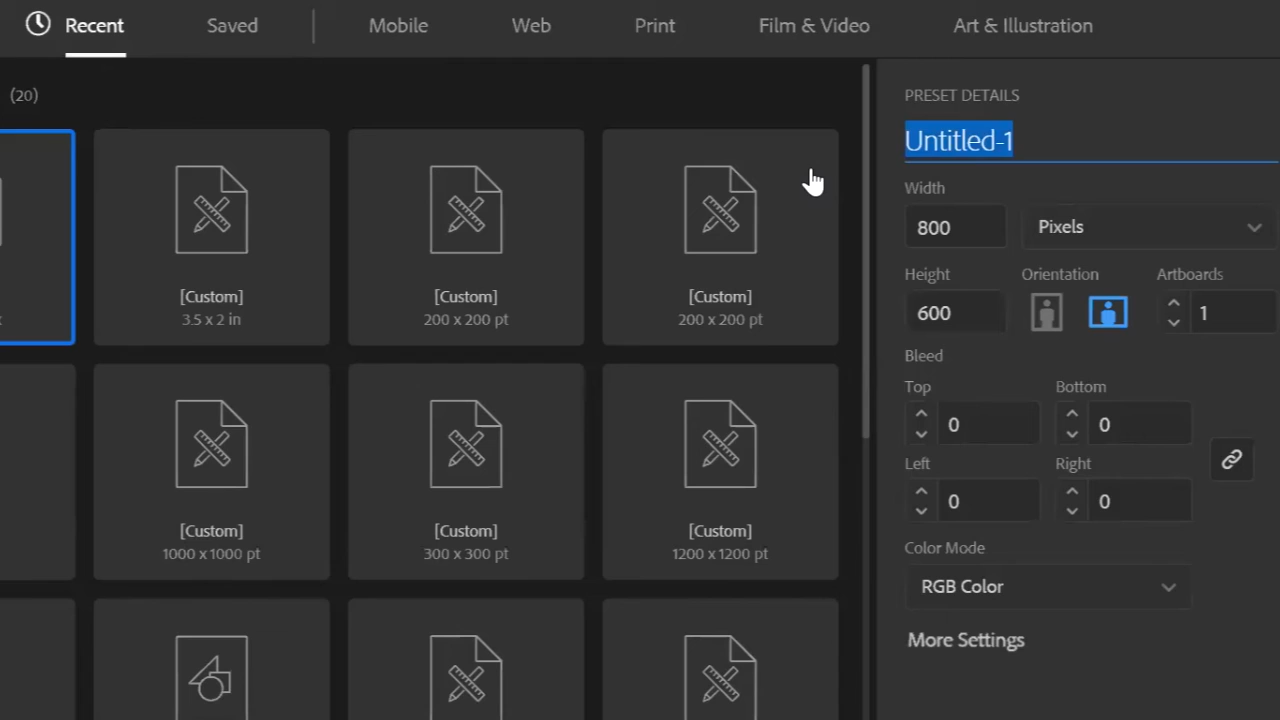 Recent Saved Mobile Web Print Film & Video Art & Illustration
(20)
[Custom] [Custom] [Custom]
3.5 x 2 in 200 x 200 pt 200 x 200 pt
[Custom] [Custom] [Custom]
1000 x 1000 pt 300 x 300 pt 1200 x 1200 pt
PRESET DETAILS
Untitled-1
Width
800 Pixels
Height Orientation Artboards
600 1
Bleed
Top Bottom
0 0
Left Right
0 0
Color Mode
RGB Color
More Settings